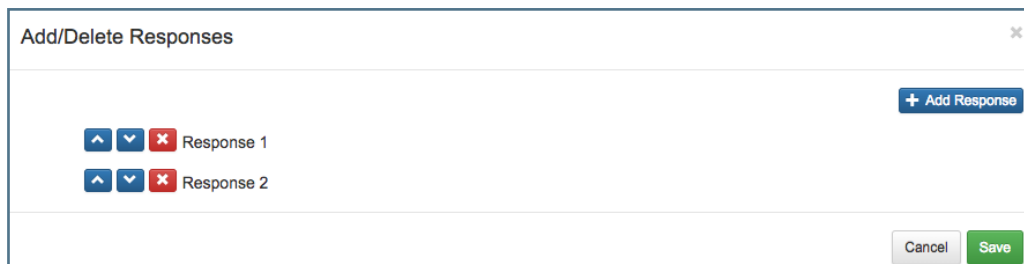 Add/Delete Responses
+ Add Response
Response 1
Response 2
Cancel Save